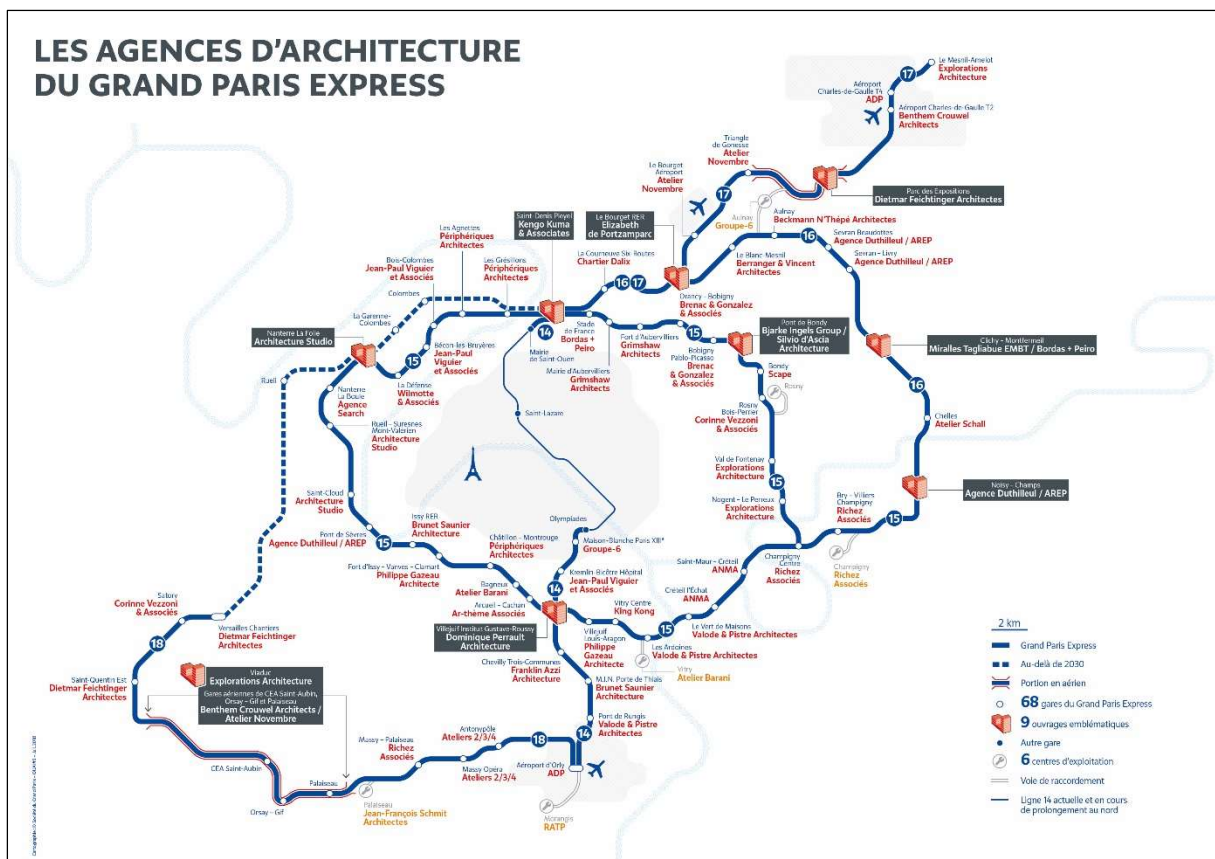 LES AGENCES D'ARCHITECTURE
DU GRAND PARIS EXPRESS
Le Mesnil-Amelot
Explorations
Architecture
17
Aéroport
Charles-de-Gaulle T4
ADP
Aéroport Charles-de-Gaulle T2
Benthem Crouwel
Architects
Triangle
de Gonesse
Atelier
Novembre
Le Bourget
Aéroport
Atelier
Novembre
17
Parc des Expositions
Dietmar Feichtinger Architectes
Saint-Denis Pleyel
Kengo Kuma
& Associates
Le Bourget RER
Elizabeth
de Portzamparc
Aulnay
Groupe-6
Aulnay
Beckmann N'Thépé Architectes
16
Sevran Beaudottes
Agence Duthilleul / AREP
Sevran - Livry
Agence Duthilleul / AREP
Le Blanc-Mesnil
Berranger & Vincent
Architectes
Les Agnettes
Périphériques
Architectes
Bois-Colombes
Jean-Paul Viguier
et Associés
Les Grésillons
Périphériques
Architectes
La Courneuve Six-Routes
Chartier Dalix
16
17
Colombes
La Garenne-
Colombes
Nanterre La Folie
Architecture Studio
Drancy - Bobigny
Brenac & Gonzalez
& Associés
Pont de Bondy
Bjarke Ingels Group /
Silvio d'Ascia
Architecture
Clichy - Montfermeil
Miralles Tagliabue EMBT / Bordas + Peiro
14
Stade
de France
Bordas
+ Peiro
Fort d'Aubervilliers
Grimshaw
Architects
15
Bobigny
Pablo-Picasso
Brenac
& Gonzalez
& Associés
Mairie
de Saint-Ouen
Mairie d'Aubervilliers
Grimshaw
Architects
Bécon-les-Bruyères
Jean-Paul
Viguier
et Associés
15
La Défense
Wilmotte
& Associés
Rueil
Nanterre
La Boule
Agence
Search
Bondy
Scape
Rosny
Rosny
Bois-Perrier
Corinne Vezzoni
& Associés
16
Chelles
Atelier Schall
Saint-Lazare
Rueil - Suresnes
Mont-Valérien
Architecture
Studio
Val de Fontenay
Explorations
Architecture
15
Noisy - Champs
Agence Duthilleul / AREP
Saint-Cloud
Architecture
Studio
Nogent - Le Perreux
Explorations
Architecture
Bry - Villiers
Champigny
Richez
Associés
15
Issy RER
Brunet Saunier
Architecture
Pont de Sèvres
Agence Duthilleul / AREP
15
Châtillon - Montrouge
Périphériques
Architectes
Olympiades
Maison-Blanche Paris XIIIᵉ
Groupe-6
Fort d'Issy - Vanves - Clamart
Philippe Gazeau
Architecte
Kremlin-Bicêtre Hôpital
Jean-Paul Viguier
et Associés
14
Saint-Maur - Créteil
ANMA
Champigny
Centre
Richez
Associés
Champigny
Richez
Associés
Bagneux
Atelier Barani
Arcueil - Cachan
Ar-thème Associés
Créteil l'Échat
ANMA
Vitry Centre
King Kong
15
Le Vert de Maisons
Valode & Pistre Architectes
Satory
Corinne Vezzoni
& Associés
Versailles Chantiers
Dietmar Feichtinger
Architectes
18
Villejuif Institut Gustave-Roussy
Dominique Perrault
Architecture
Villejuif
Louis-Aragon
Philippe
Gazeau
Architecte
Les Ardoines
Valode & Pistre Architectes
Vitry
Atelier Barani
Chevilly Trois-Communes
Franklin Azzi
Architecture
M.I.N. Porte de Thiais
Brunet Saunier
Architecture
Saint-Quentin Est
Dietmar Feichtinger
Architectes
Viaduc
Explorations Architecture
Gares aériennes de CEA Saint-Aubin,
Orsay - Gif et Palaiseau
Benthem Crouwel Architects /
Atelier Novembre
Pont de Rungis
Valode & Pistre
Architectes
14
Antonypôle
Ateliers 2/3/4
18
Massy - Palaiseau
Richez
Associés
Massy Opéra
Ateliers 2/3/4
Aéroport d'Orly
ADP
CEA Saint-Aubin
Palaiseau
Orsay - Gif
Palaiseau
Jean-François Schmit
Architectes
Morangis
RATP
2 km
Grand Paris Express
Au-delà de 2030
Portion en aérien
68 gares du Grand Paris Express
9 ouvrages emblématiques
Autre gare
6 centres d'exploitation
Voie de raccordement
Ligne 14 actuelle et en cours
de prolongement au nord